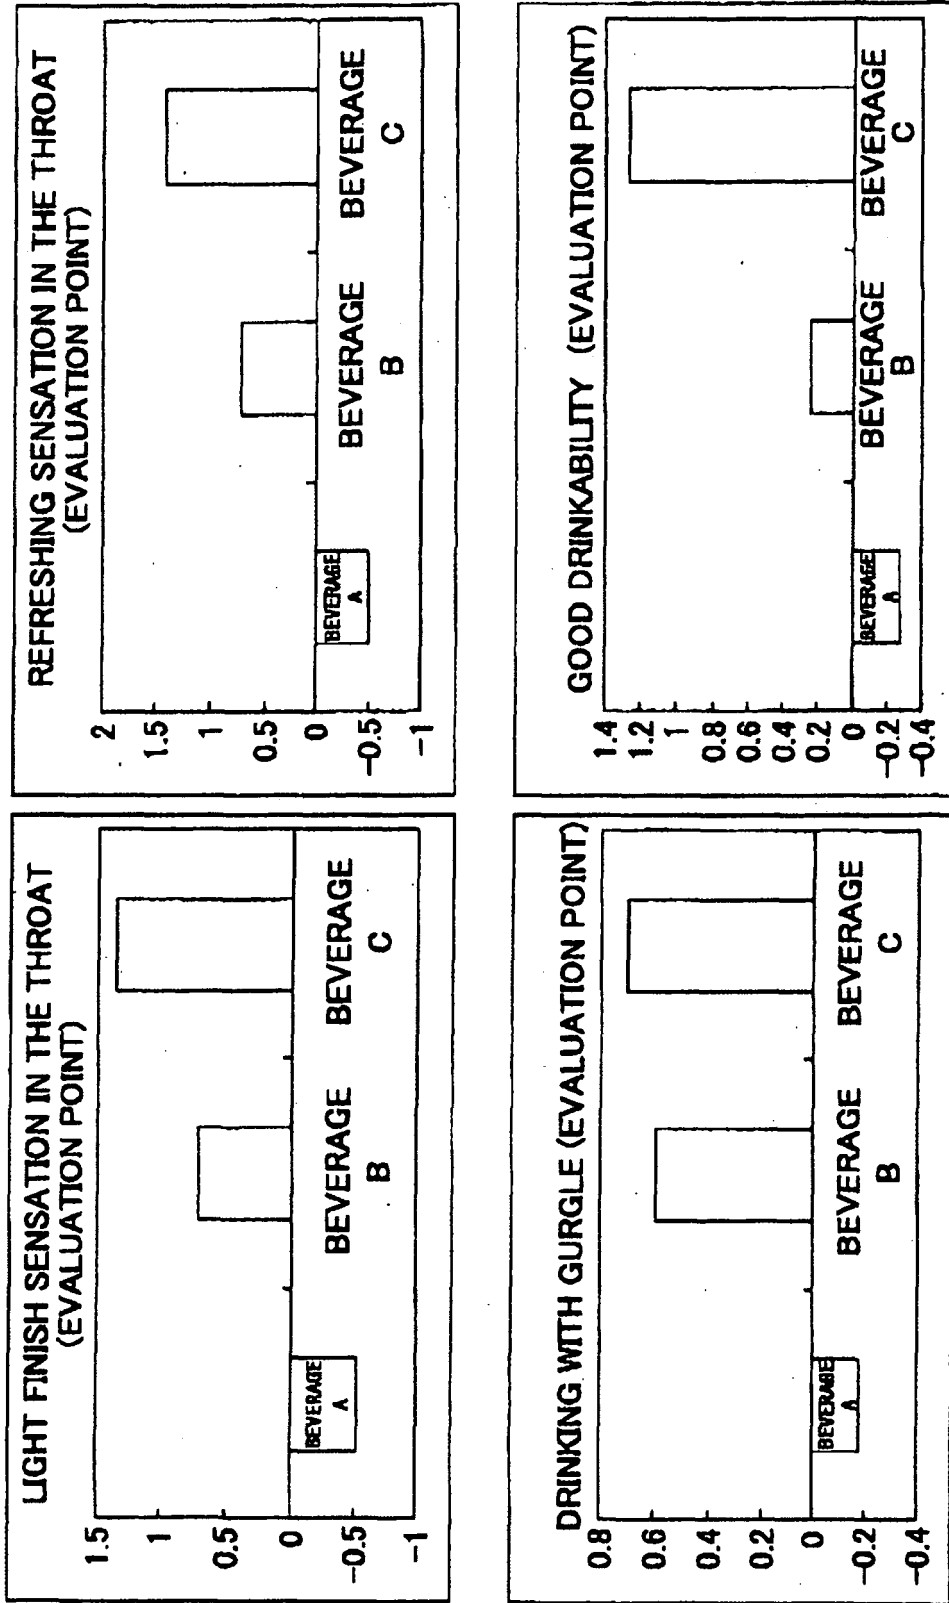 LIGHT FINISH SENSATION IN THE THROAT
(EVALUATION POINT)
1.5
1
0.5
0
−0.5
−1
BEVERAGE
A
BEVERAGE
B
BEVERAGE
C
REFRESHING SENSATION IN THE THROAT
(EVALUATION POINT)
2
1.5
1
0.5
0
−0.5
−1
BEVERAGE
A
BEVERAGE
B
BEVERAGE
C
DRINKING WITH GURGLE (EVALUATION POINT)
0.8
0.6
0.4
0.2
0
−0.2
−0.4
BEVERAGE
A
BEVERAGE
B
BEVERAGE
C
GOOD DRINKABILITY (EVALUATION POINT)
1.4
1.2
1
0.8
0.6
0.4
0.2
0
−0.2
−0.4
BEVERAGE
A
BEVERAGE
B
BEVERAGE
C